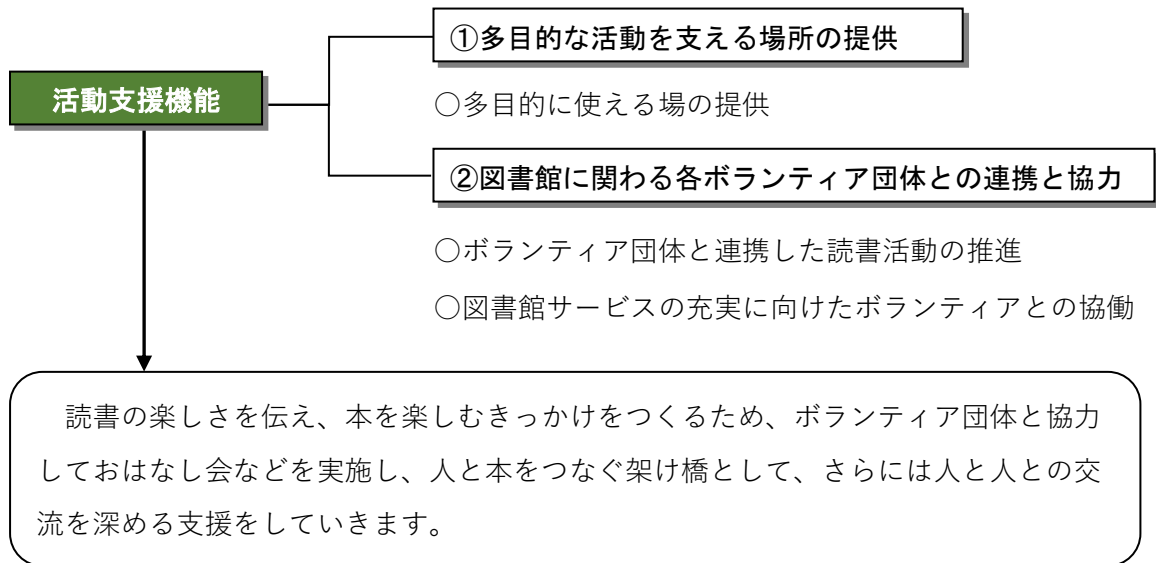 ①多目的な活動を支える場所の提供
活動支援機能
○多目的に使える場の提供
②図書館に関わる各ボランティア団体との連携と協力
○ボランティア団体と連携した読書活動の推進
○図書館サービスの充実に向けたボランティアとの協働
読書の楽しさを伝え、本を楽しむきっかけをつくるため、ボランティア団体と協力
しておはなし会などを実施し、人と本をつなぐ架け橋として、さらには人と人との交
流を深める支援をしていきます。